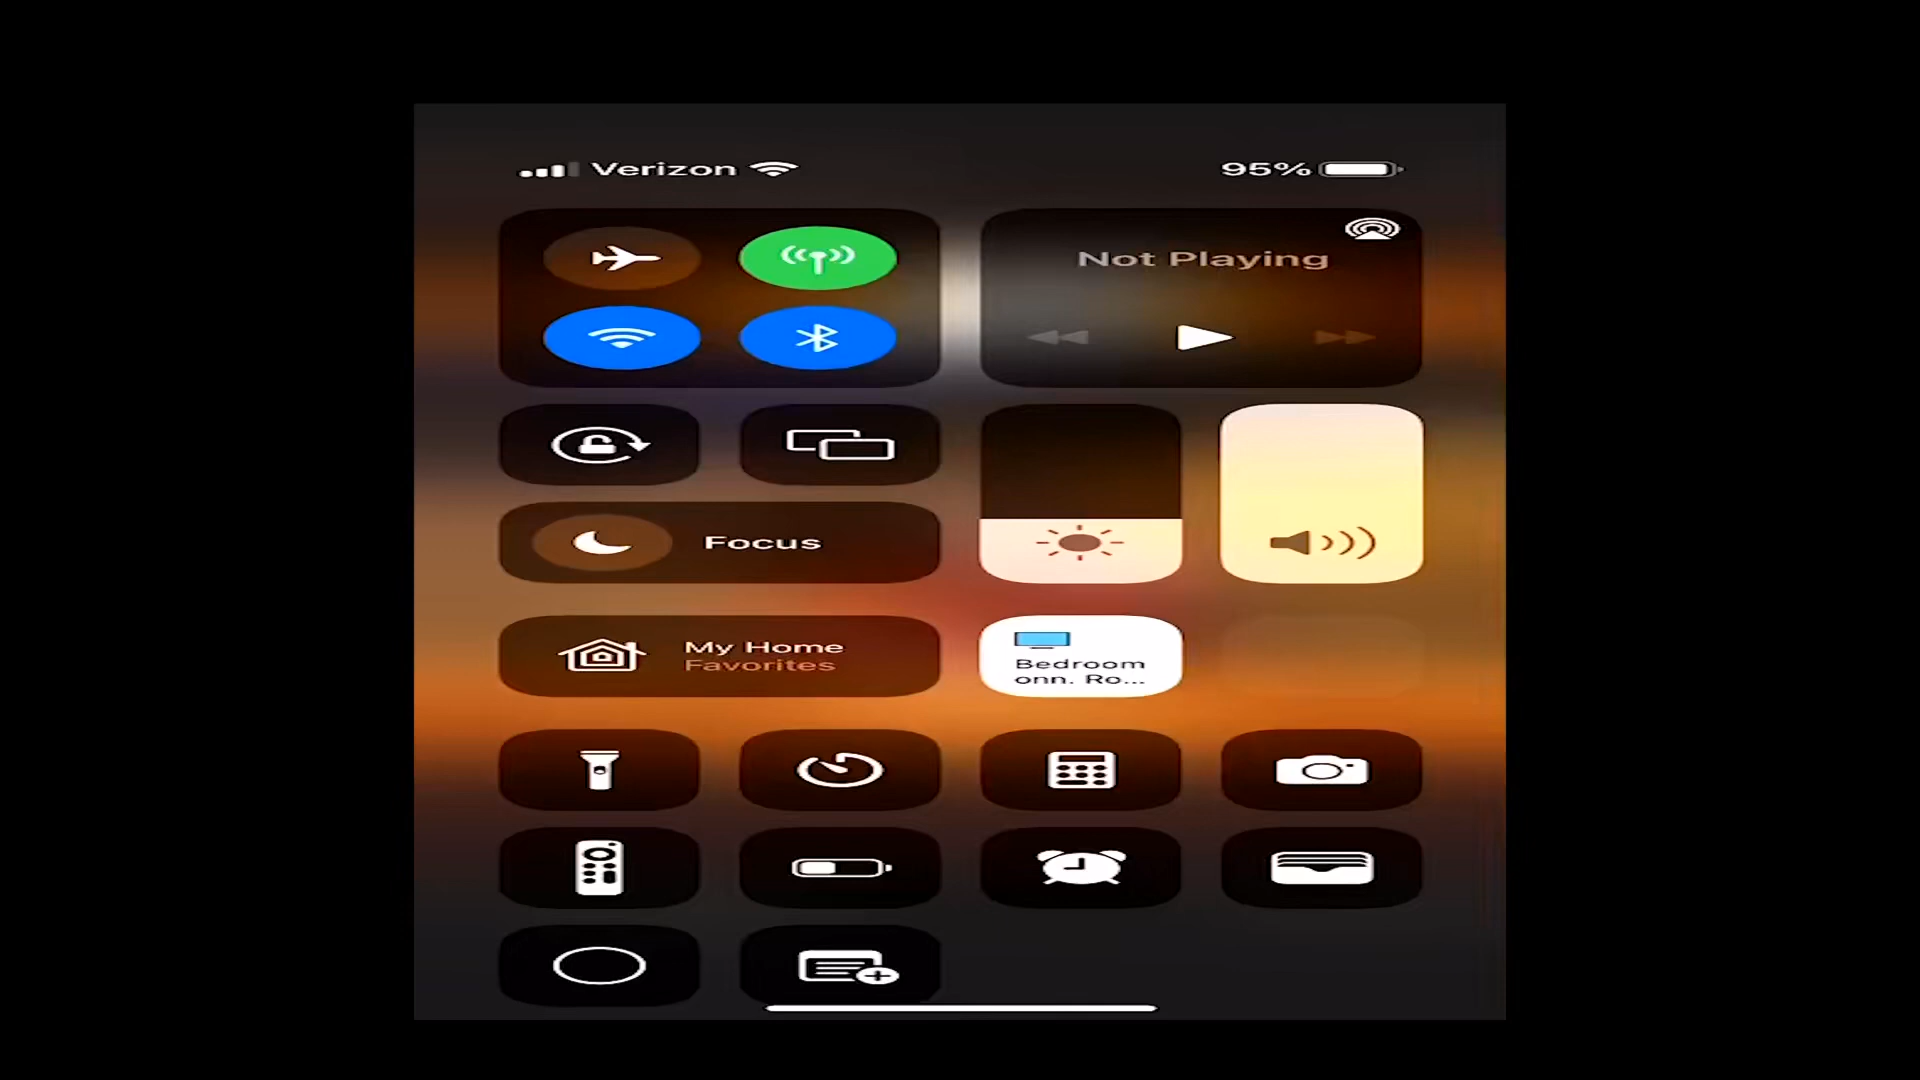 Verizon
95%
Not Playing
Focus
My Home
Favorites
Bedroom
onn. Ro...